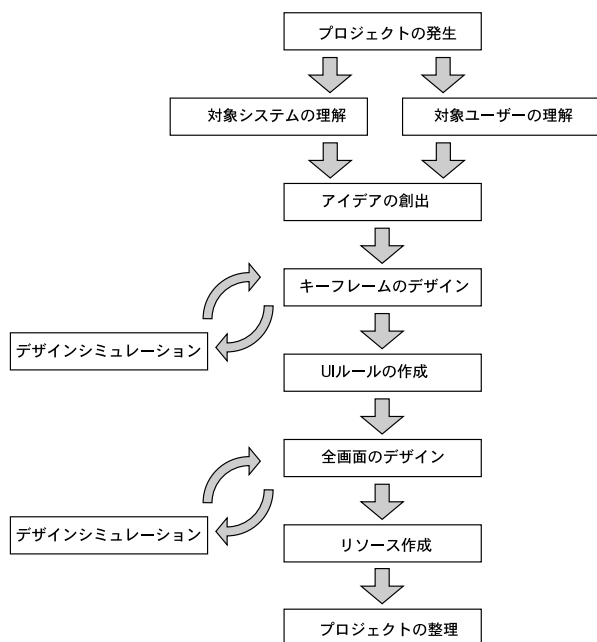 プロジェクトの発生
対象システムの理解
対象ユーザーの理解
アイデアの創出
キーフレームのデザイン
デザインシミュレーション
UIルールの作成
全画面のデザイン
デザインシミュレーション
リソース作成
プロジェクトの整理